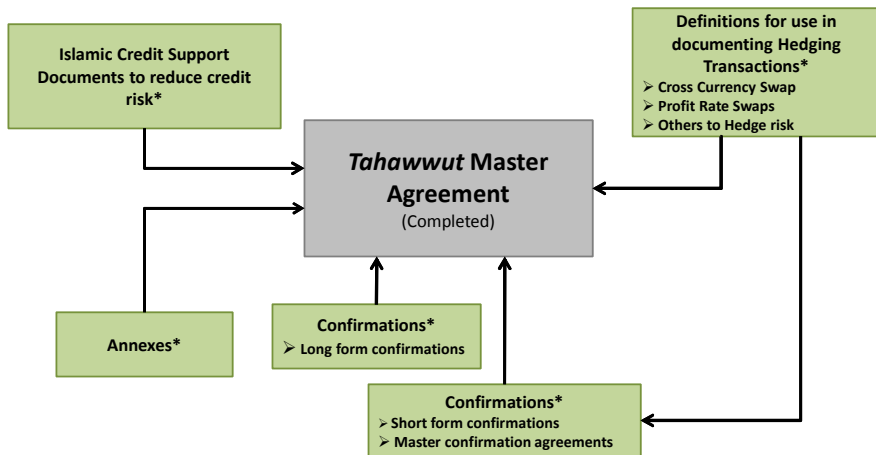 Islamic Credit Support
Documents to reduce credit
risk*
Definitions for use in
documenting Hedging
Transactions*
➢ Cross Currency Swap
➢ Profit Rate Swaps
➢ Others to Hedge risk
Tahawwut Master
Agreement
(Completed)
Annexes*
Confirmations*
➢ Long form confirmations
Confirmations*
➢ Short form confirmations
➢ Master confirmation agreements